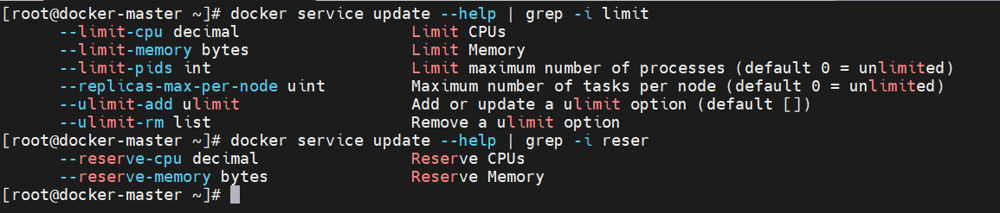 [root@docker-master ~]# docker service update --help | grep -i limit
      --limit-cpu decimal                  Limit CPUs
      --limit-memory bytes                 Limit Memory
      --limit-pids int                     Limit maximum number of processes (default 0 = unlimited)
      --replicas-max-per-node uint         Maximum number of tasks per node (default 0 = unlimited)
      --ulimit-add ulimit                  Add or update a ulimit option (default [])
      --ulimit-rm list                     Remove a ulimit option
[root@docker-master ~]# docker service update --help | grep -i reser
      --reserve-cpu decimal                Reserve CPUs
      --reserve-memory bytes               Reserve Memory
[root@docker-master ~]#